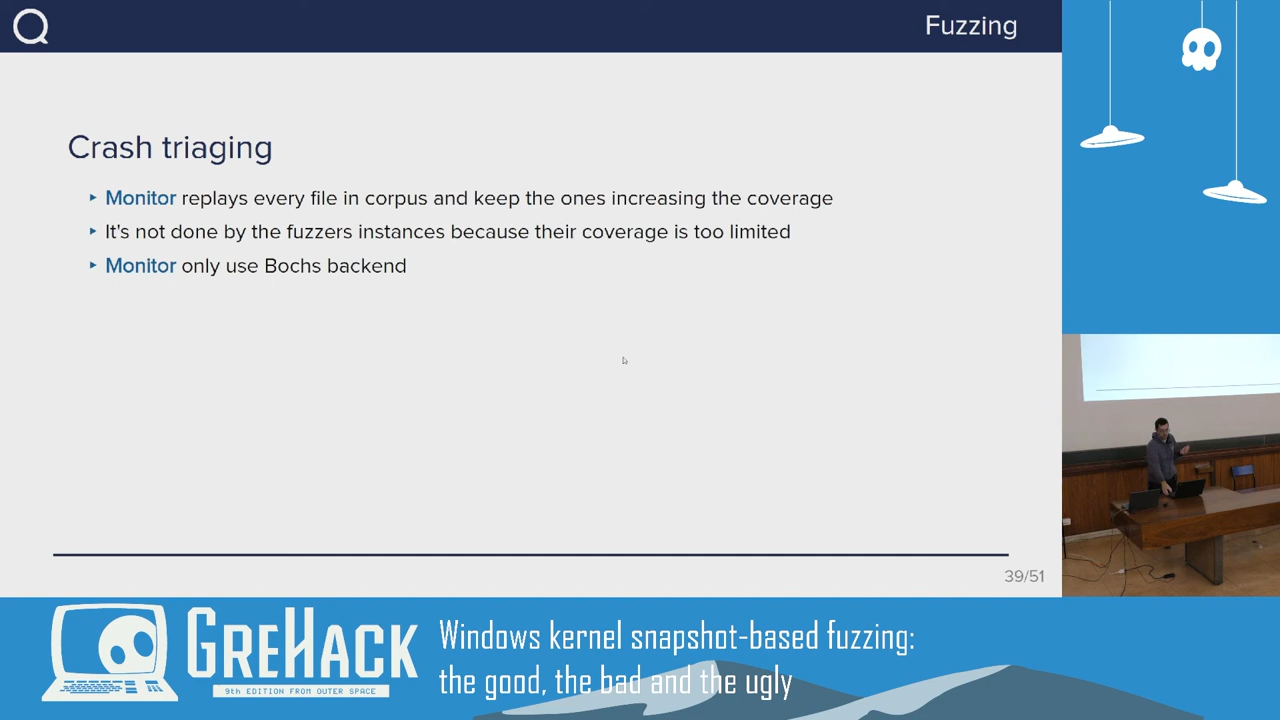 Fuzzing
Crash triaging
Monitor replays every file in corpus and keep the ones increasing the coverage
It's not done by the fuzzers instances because their coverage is too limited
Monitor only use Bochs backend
39/51
GREHACK
9th EDITION FROM OUTER SPACE
Windows kernel snapshot-based fuzzing:
the good, the bad and the ugly